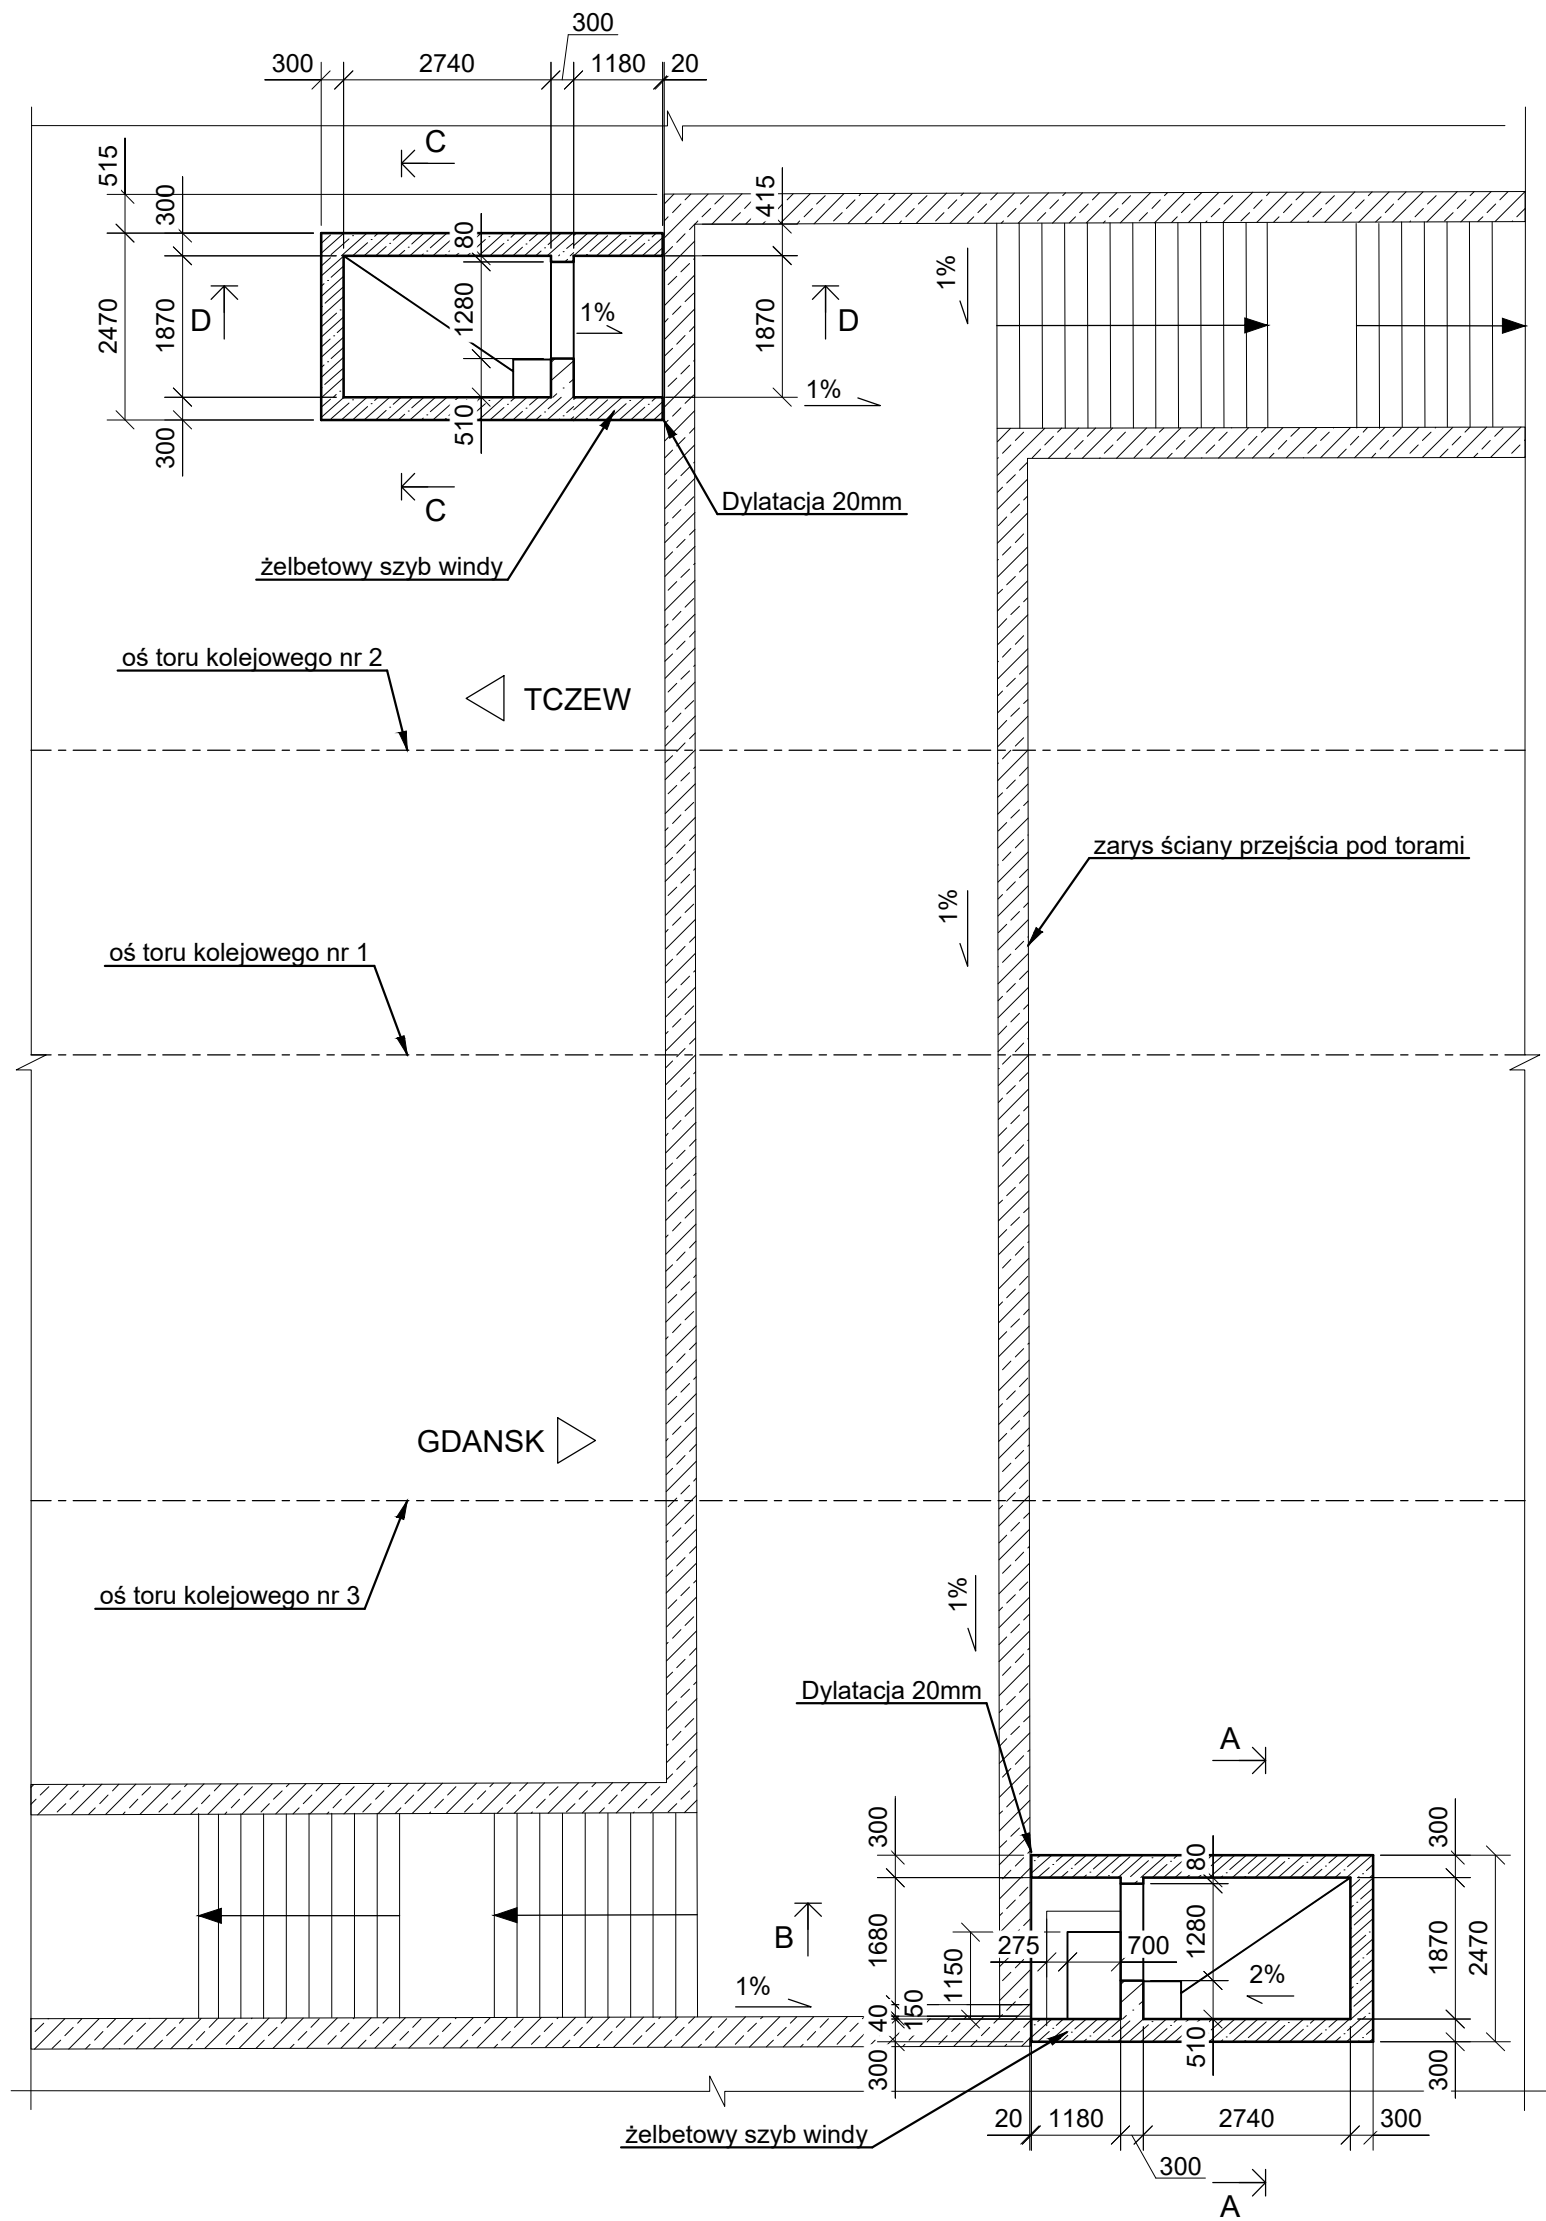 300
300 2740 1180 20
C
515
300
80
415
1%
2470
D
1870
1280
1%
1870
D
1%
300
510
C
Dylatacja 20mm
żelbetowy szyb windy
oś toru kolejowego nr 2
TCZEW
zarys ściany przejścia pod torami
1%
oś toru kolejowego nr 1
GDANSK
1%
oś toru kolejowego nr 3
Dylatacja 20mm
A
300
80
300
B
1680
1150
275
700
1280
2%
1870
2470
1%
40
150
510
300
300
żelbetowy szyb windy
20 1180 2740 300
300
A